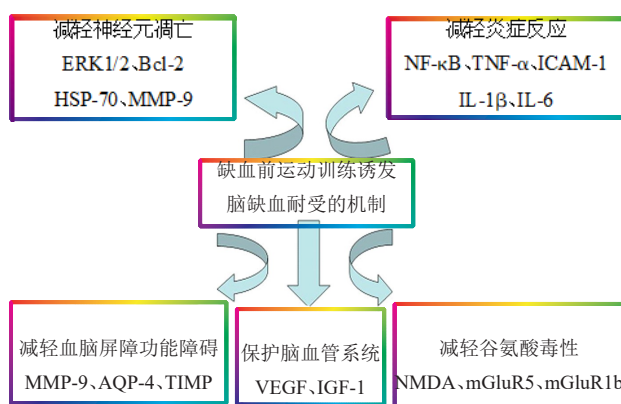 减轻神经元凋亡
ERK1/2、Bcl-2
HSP-70、MMP-9
减轻炎症反应
NF-κB、TNF-α、ICAM-1
IL-1β、IL-6
缺血前运动训练诱发
脑缺血耐受的机制
减轻血脑屏障功能障碍
MMP-9、AQP-4、TIMP
保护脑血管系统
VEGF、IGF-1
减轻谷氨酸毒性
NMDA、mGluR5、mGluR1b